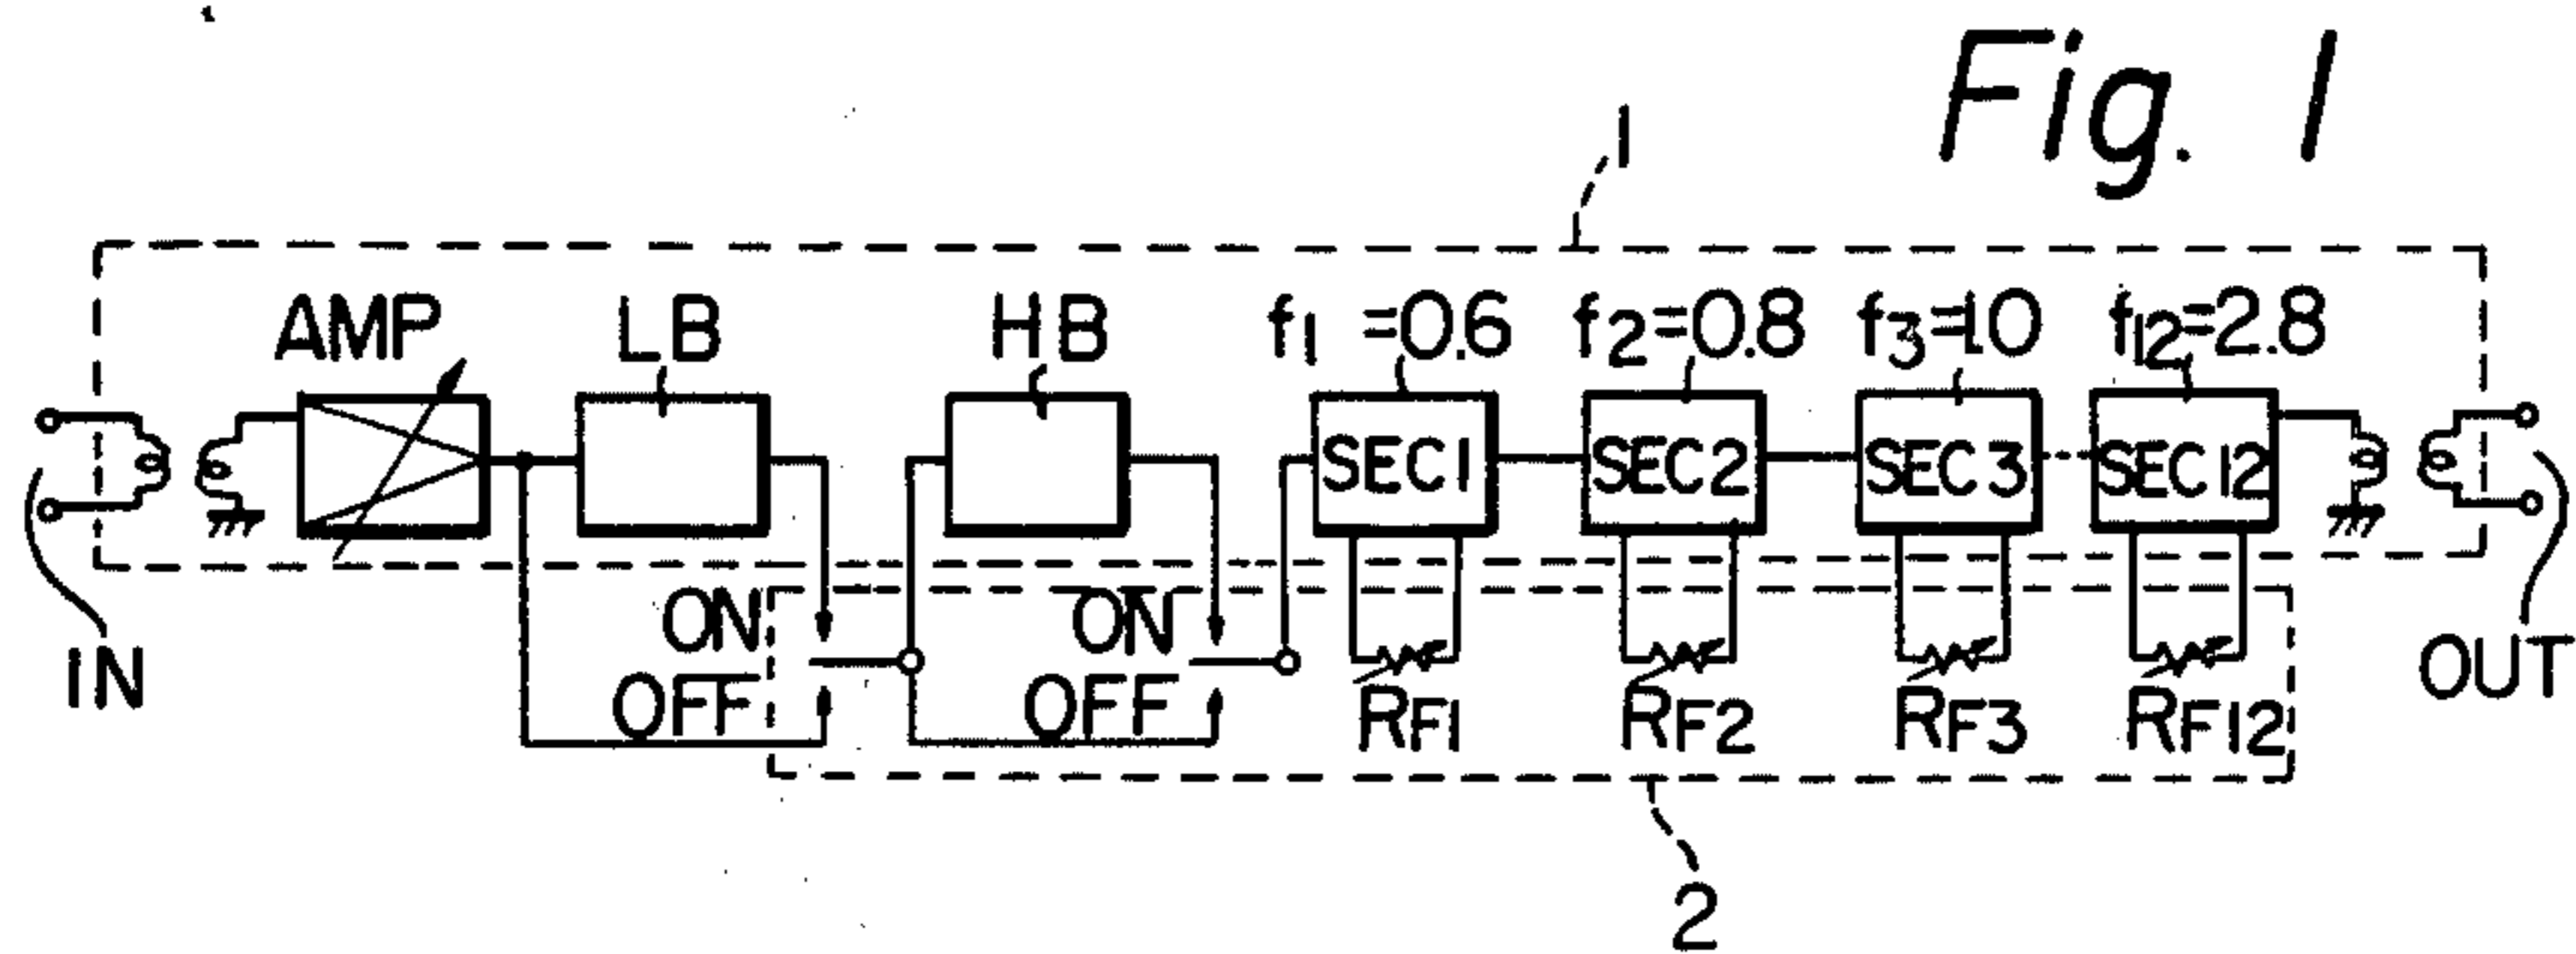 Fig. 1
1
AMP LB HB f1 =0.6 f2=0.8 f3=1.0 f12=2.8
SEC1 SEC2 SEC3 SEC12
ON ON
IN OFF OFF RF1 RF2 RF3 RF12 OUT
2